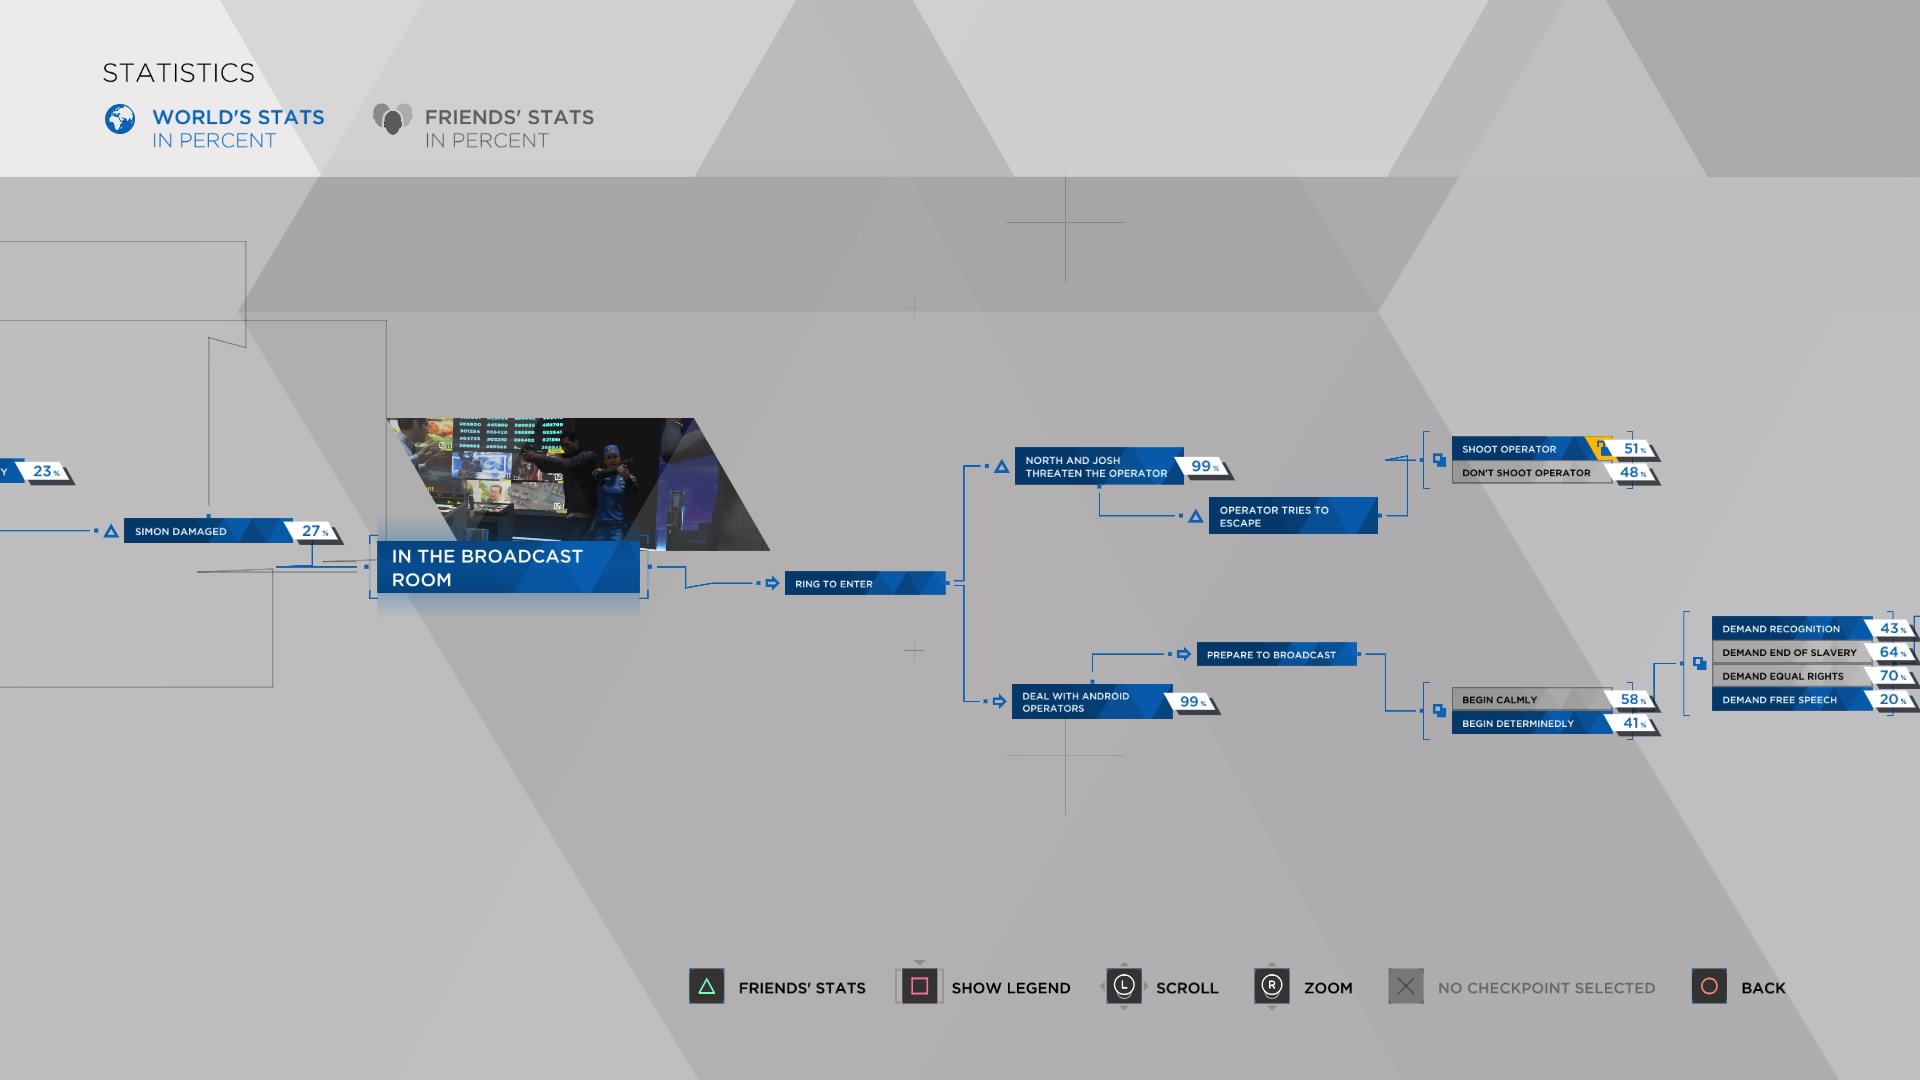 STATISTICS
WORLD'S STATS
IN PERCENT
FRIENDS' STATS
IN PERCENT
Y 23%
SIMON DAMAGED 27%
IN THE BROADCAST
ROOM
RING TO ENTER
NORTH AND JOSH
THREATEN THE OPERATOR 99%
OPERATOR TRIES TO
ESCAPE
SHOOT OPERATOR 51%
DON'T SHOOT OPERATOR 48%
DEAL WITH ANDROID
OPERATORS 99%
PREPARE TO BROADCAST
BEGIN CALMLY 58%
BEGIN DETERMINEDLY 41%
DEMAND RECOGNITION 43%
DEMAND END OF SLAVERY 64%
DEMAND EQUAL RIGHTS 70%
DEMAND FREE SPEECH 20%
FRIENDS' STATS
SHOW LEGEND
L SCROLL
R ZOOM
NO CHECKPOINT SELECTED
BACK